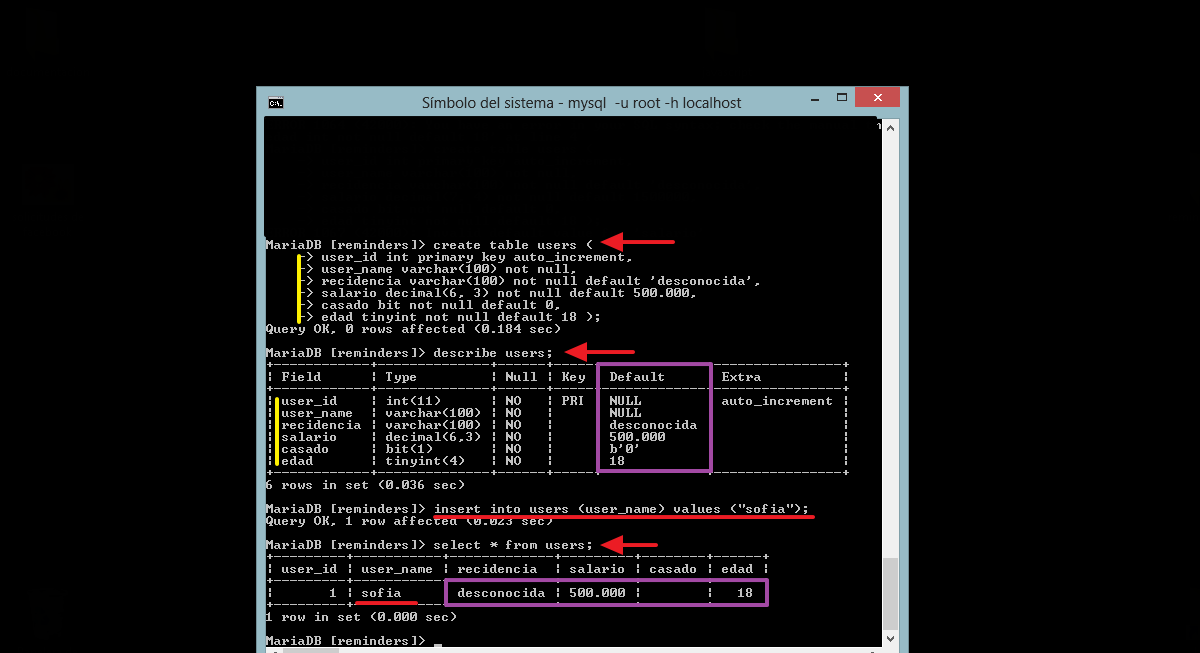 Símbolo del sistema - mysql -u root -h localhost
MariaDB [reminders]> create table users (
-> user_id int primary key auto_increment,
-> user_name varchar(100) not null,
-> recidencia varchar(100) not null default 'desconocida',
-> salario decimal(6, 3) not null default 500.000,
-> casado bit not null default 0,
-> edad tinyint not null default 18 );
Query OK, 0 rows affected (0.184 sec)
MariaDB [reminders]> describe users;
| Field | Type | Null | Key | Default | Extra |
| user_id | int(11) | NO | PRI | NULL | auto_increment |
| user_name | varchar(100) | NO | | NULL | |
| recidencia | varchar(100) | NO | | desconocida | |
| salario | decimal(6,3) | NO | | 500.000 | |
| casado | bit(1) | NO | | b'0' | |
| edad | tinyint(4) | NO | | 18 | |
6 rows in set (0.036 sec)
MariaDB [reminders]> insert into users (user_name) values ("sofia");
Query OK, 1 row affected (0.023 sec)
MariaDB [reminders]> select * from users;
| user_id | user_name | recidencia | salario | casado | edad |
| 1 | sofia | desconocida | 500.000 | | 18 |
1 row in set (0.000 sec)
MariaDB [reminders]>